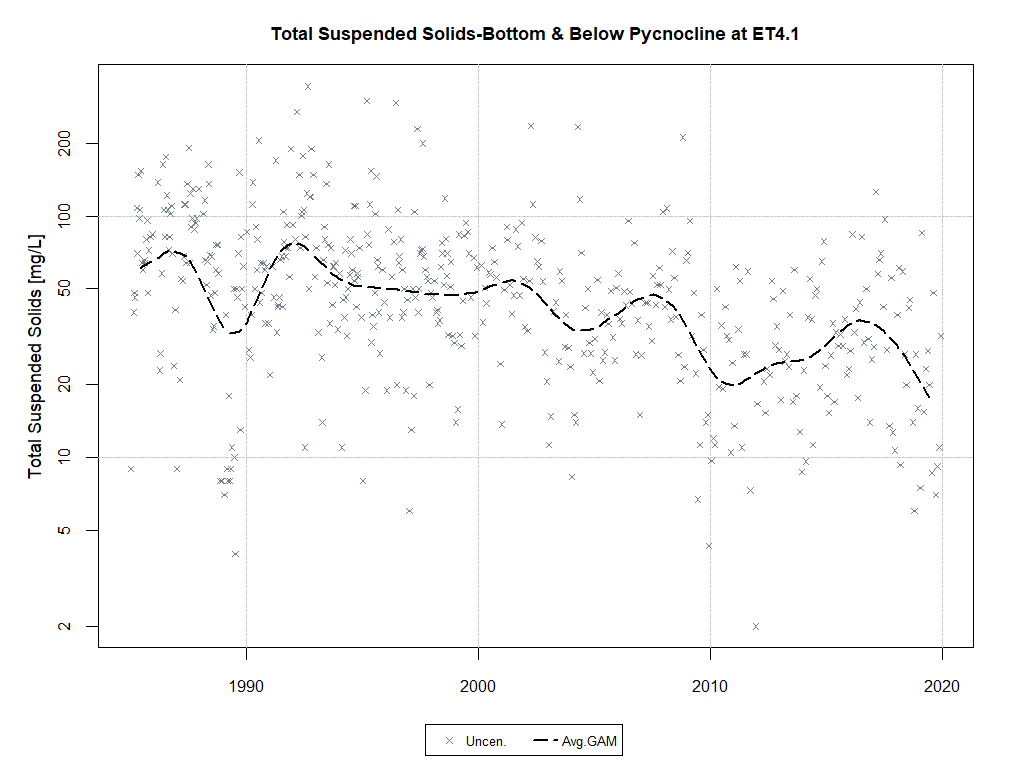 Total Suspended Solids-Bottom & Below Pycnocline at ET4.1
Total Suspended Solids [mg/L]
200
100
50
20
10
5
2
1990 2000 2010 2020
Uncen. Avg.GAM